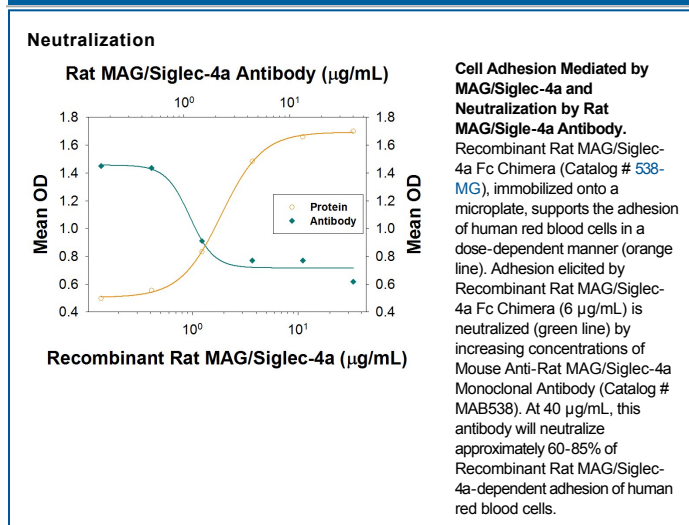 Neutralization
Rat MAG/Siglec-4a Antibody (µg/mL)
10⁰ 10¹
1.8 1.8
1.6 1.6
1.4 1.4
1.2 1.2
1.0 1.0
0.8 0.8
0.6 0.6
0.4 0.4
Mean OD
Mean OD
Protein
Antibody
10⁰ 10¹
Recombinant Rat MAG/Siglec-4a (µg/mL)
Cell Adhesion Mediated by
MAG/Siglec-4a and
Neutralization by Rat
MAG/Sigle-4a Antibody.
Recombinant Rat MAG/Siglec-
4a Fc Chimera (Catalog # 538-
MG), immobilized onto a
microplate, supports the adhesion
of human red blood cells in a
dose-dependent manner (orange
line). Adhesion elicited by
Recombinant Rat MAG/Siglec-
4a Fc Chimera (6 µg/mL) is
neutralized (green line) by
increasing concentrations of
Mouse Anti-Rat MAG/Siglec-4a
Monoclonal Antibody (Catalog #
MAB538). At 40 µg/mL, this
antibody will neutralize
approximately 60-85% of
Recombinant Rat MAG/Siglec-
4a-dependent adhesion of human
red blood cells.